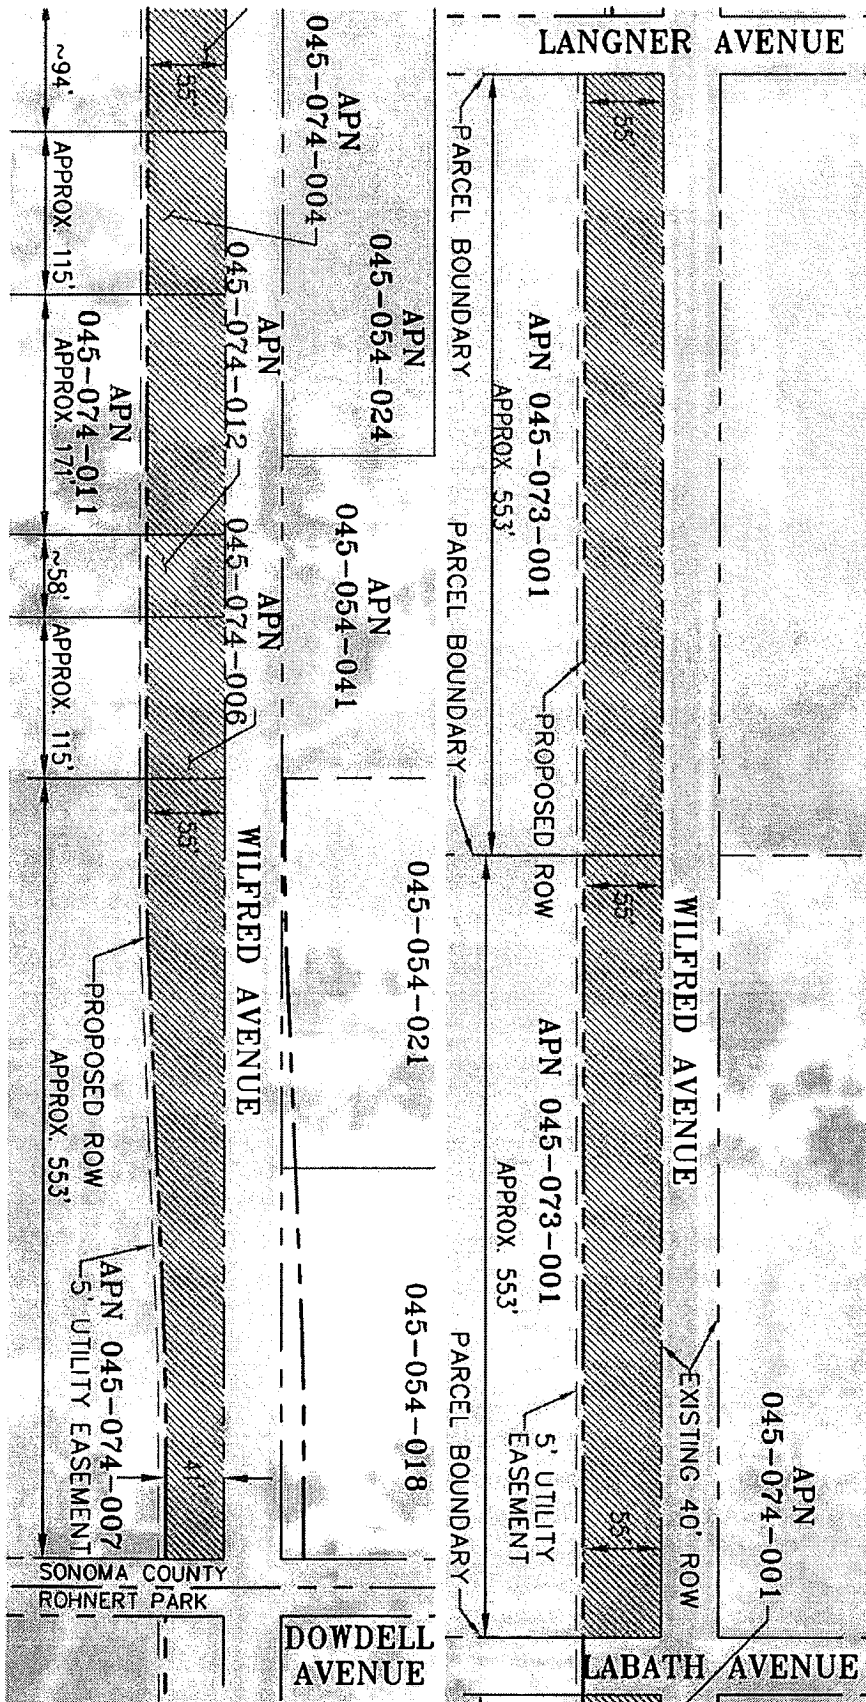 LANGNER AVENUE
55'
PARCEL BOUNDARY
APN 045-073-001
APPROX. 553'
PARCEL BOUNDARY
PROPOSED ROW
55'
WILFRED AVENUE
APN 045-073-001
APPROX. 553'
PARCEL BOUNDARY
5' UTILITY
EASEMENT
EXISTING 40' ROW
APN
045-074-001
55'
LABATH AVENUE
~94'
55'
APN
045-074-004
APPROX. 115'
APN
045-054-024
APN
045-074-012
APN
045-074-011
APPROX. 171'
APN
045-054-041
APN
045-074-006
~58'
APPROX. 115'
55'
WILFRED AVENUE
045-054-021
PROPOSED ROW
APPROX. 553'
045-054-018
APN 045-074-007
5' UTILITY EASEMENT
41'
SONOMA COUNTY
ROHNERT PARK
DOWDELL
AVENUE